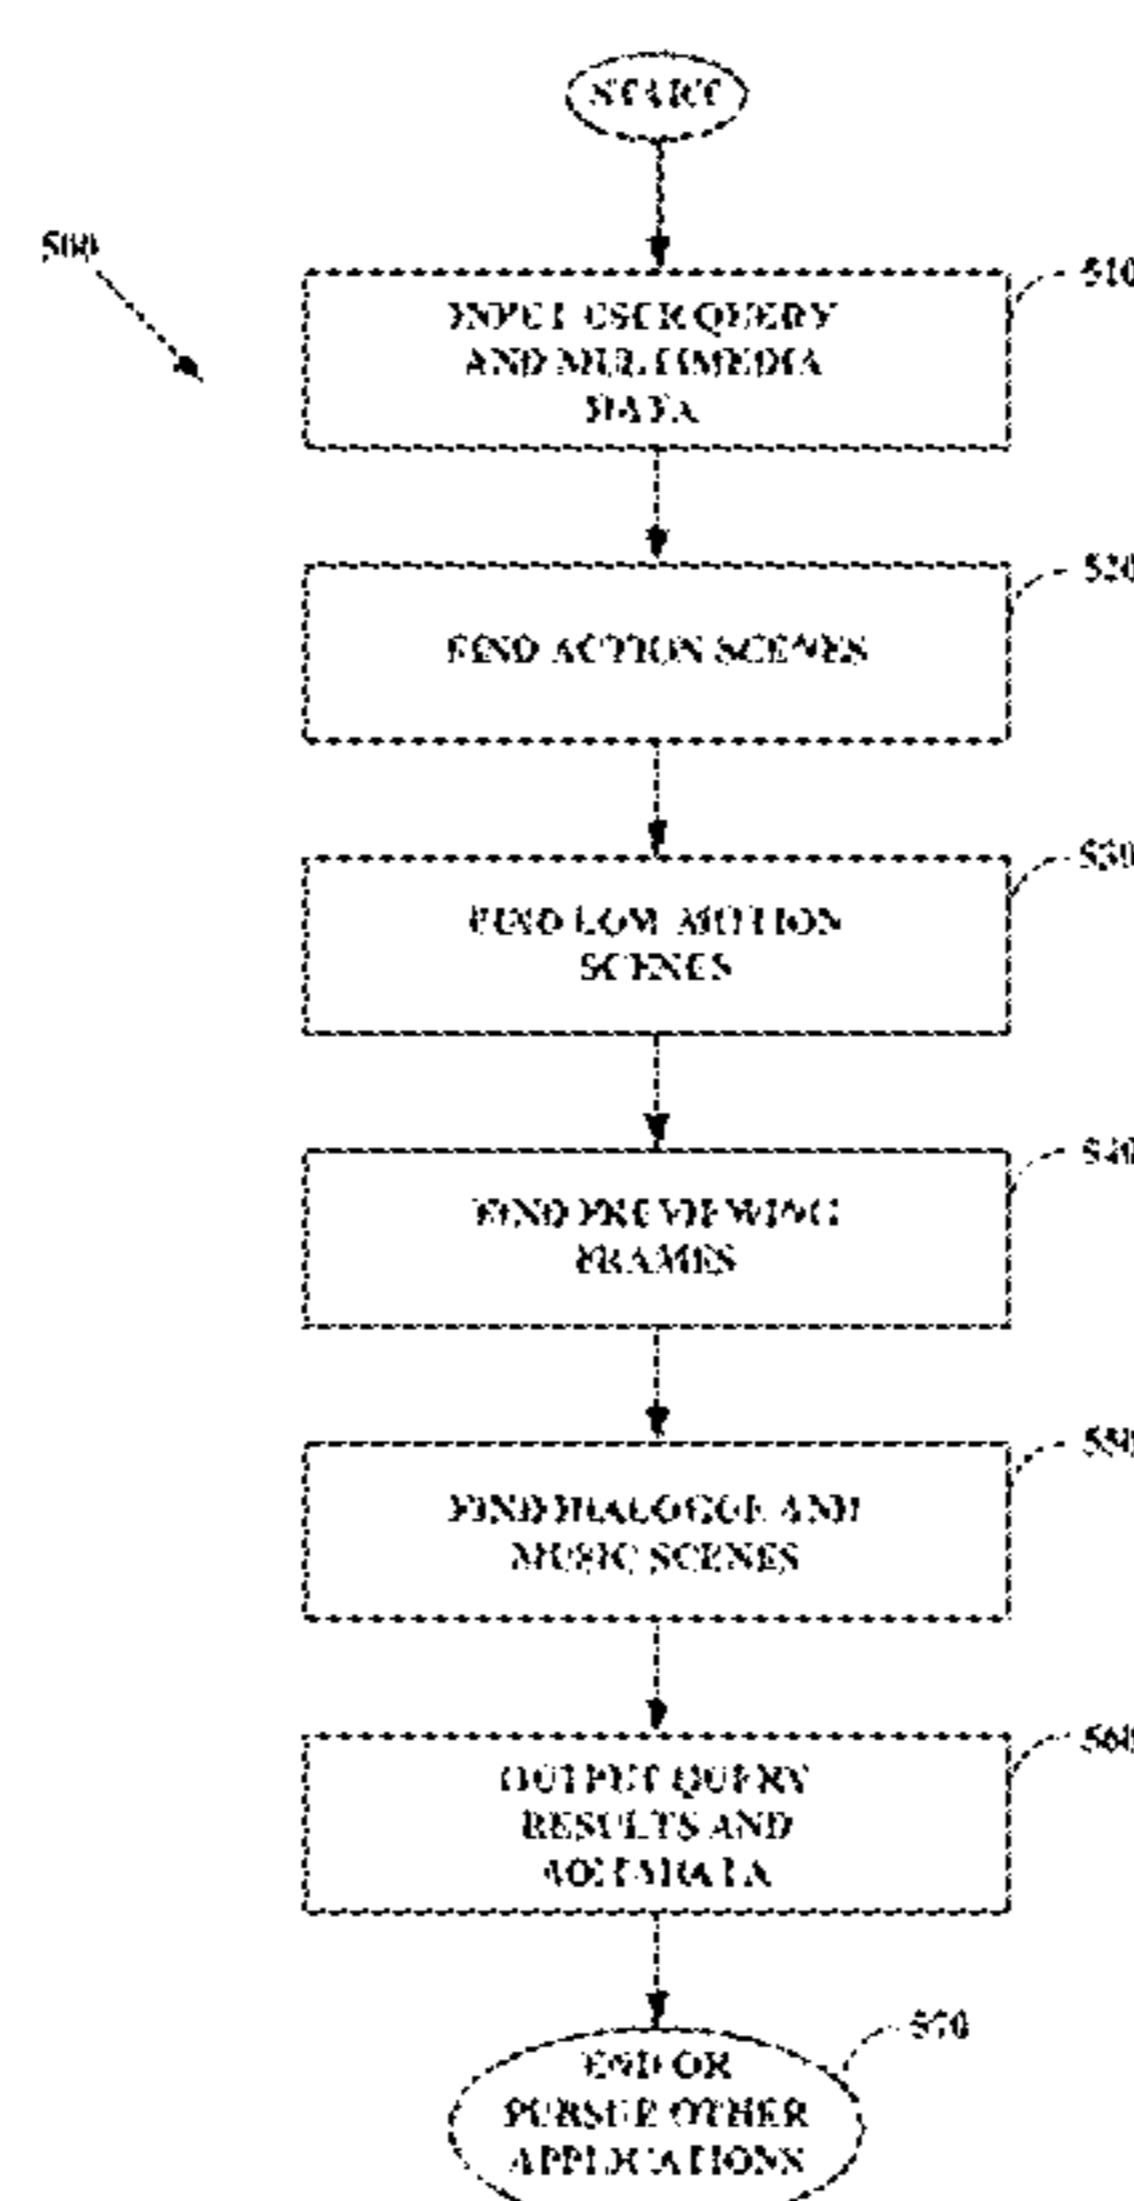 START
500
510
INPUT USER QUERY
AND MULTIMEDIA
DATA
520
FIND ACTION SCENES
530
FIND LOW MOTION
SCENES
540
FIND PREVIEWING
FRAMES
550
FIND DIALOGUE AND
MUSIC SCENES
560
OUTPUT QUERY
RESULTS AND
570
END OR
PURSUE OTHER
APPLICATIONS